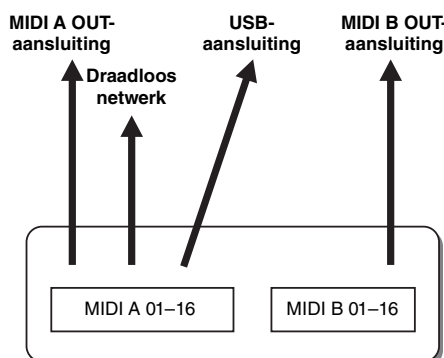 MIDI A OUT-
aansluiting
Draadloos
netwerk
USB-
aansluiting
MIDI B OUT-
aansluiting
MIDI A 01–16
MIDI B 01–16